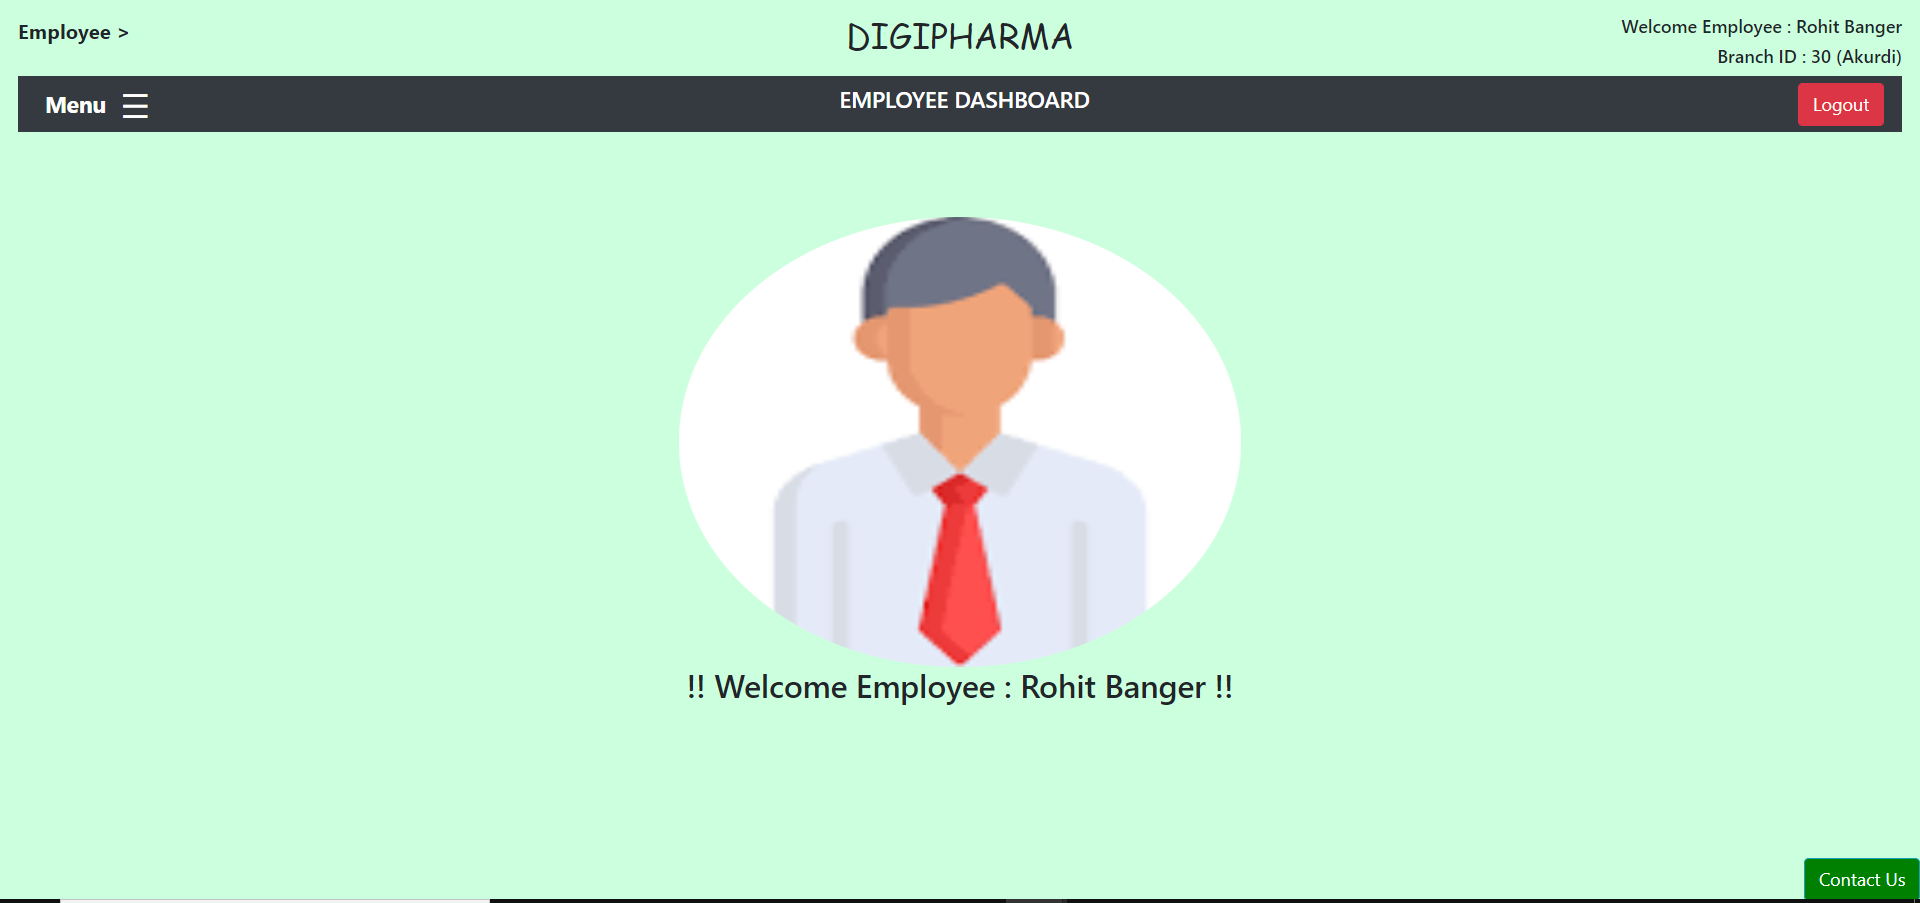 Employee >
DIGIPHARMA
Welcome Employee : Rohit Banger
Branch ID : 30 (Akurdi)
Menu
EMPLOYEE DASHBOARD
Logout
!! Welcome Employee : Rohit Banger !!
Contact Us